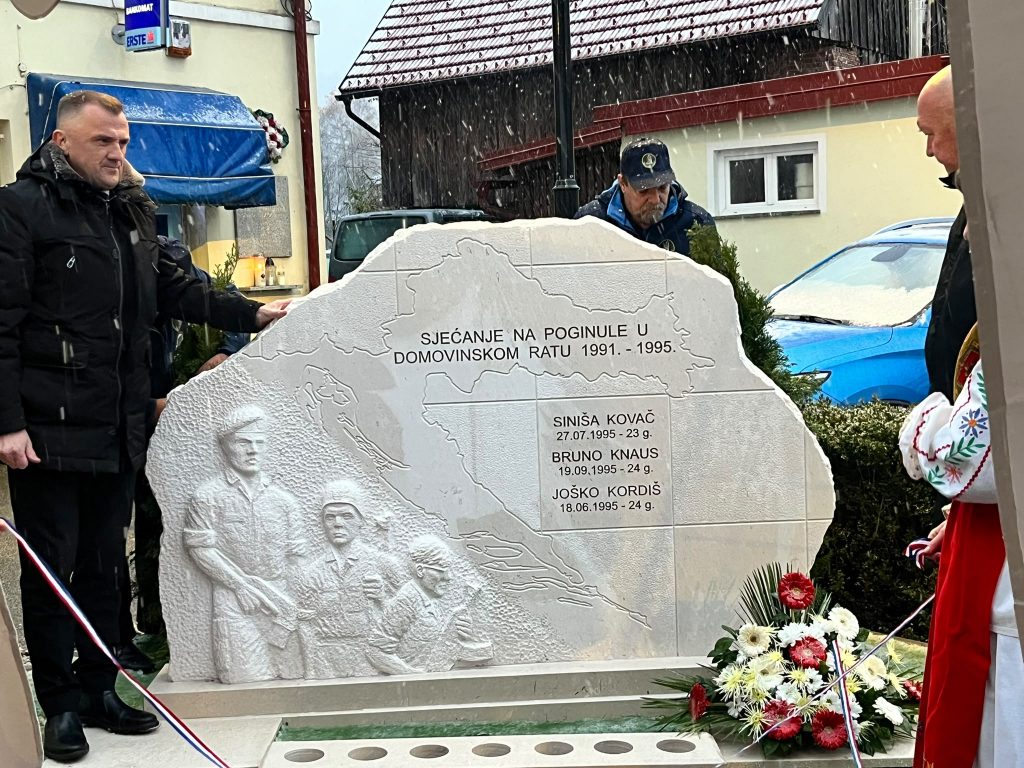 BANKOMAT
ERSTE
SJEĆANJE NA POGINULE U
DOMOVINSKOM RATU 1991. - 1995.
SINIŠA KOVAČ
27.07.1995 - 23 g.
BRUNO KNAUS
19.09.1995 - 24 g.
JOŠKO KORDIŠ
18.06.1995 - 24 g.